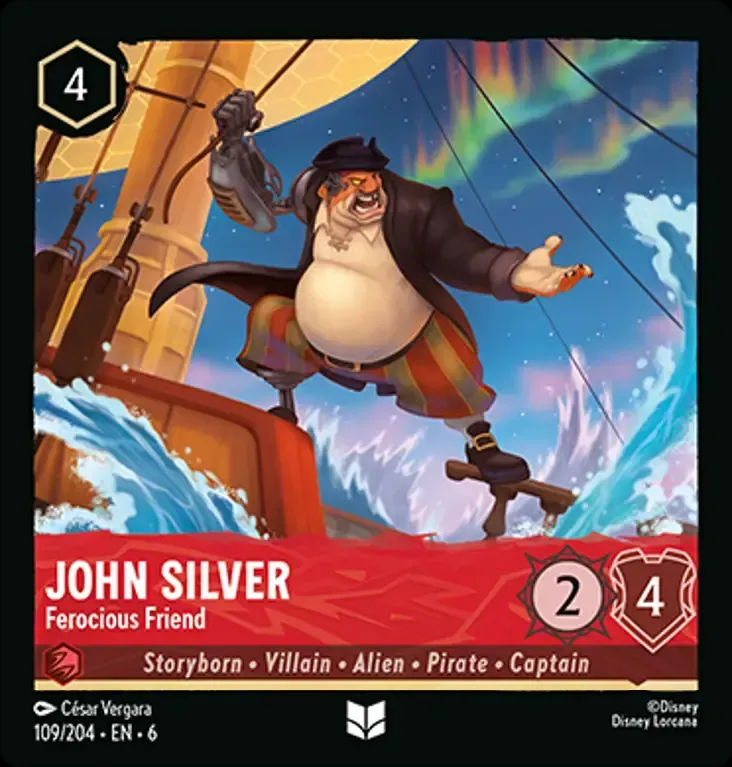 4
JOHN SILVER
Ferocious Friend
2
4
Storyborn • Villain • Alien • Pirate • Captain
César Vergara
109/204 • EN • 6
©Disney
Disney Lorcana